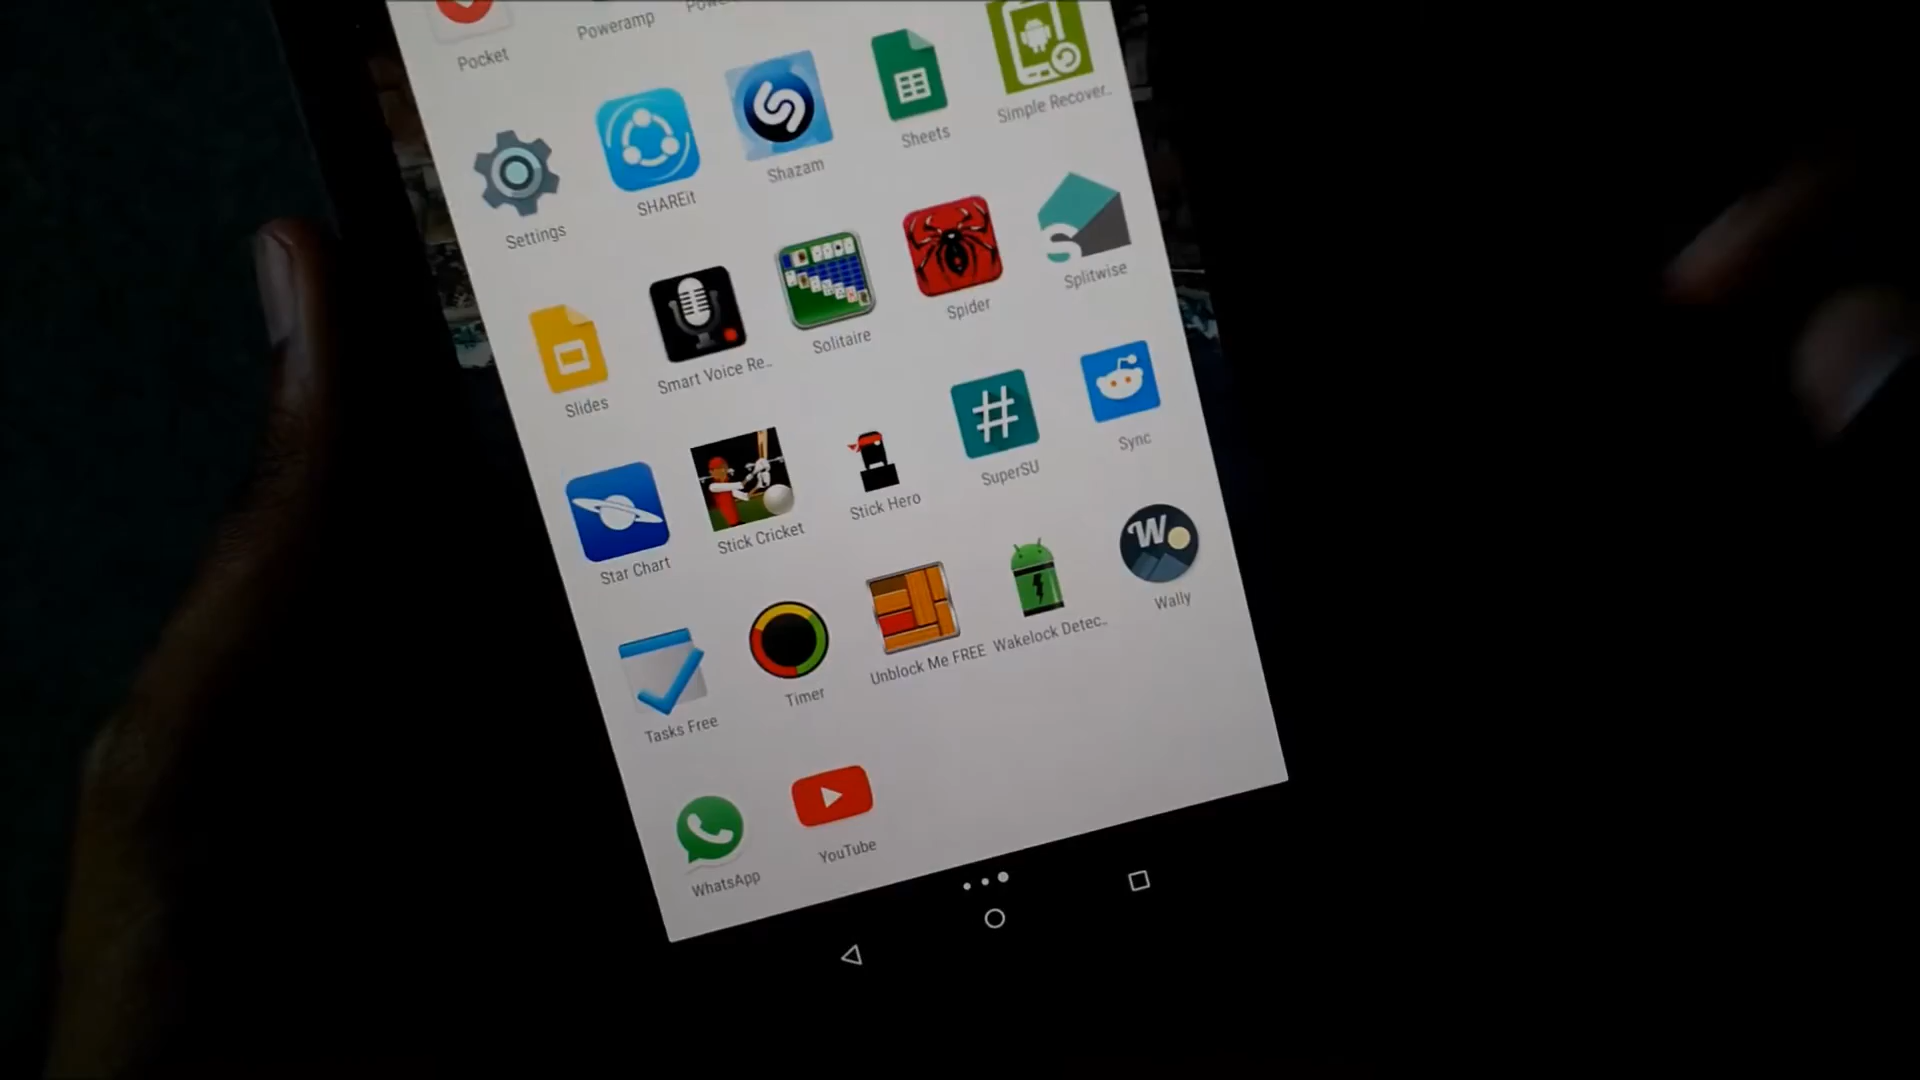 Pocket
Poweramp
Settings
SHAREit
Shazam
Sheets
Simple Recover..
Slides
Smart Voice Re..
Solitaire
Spider
Splitwise
Star Chart
Stick Cricket
Stick Hero
#
SuperSU
Sync
Tasks Free
Timer
Unblock Me FREE
Wakelock Detec..
W
Wally
WhatsApp
YouTube